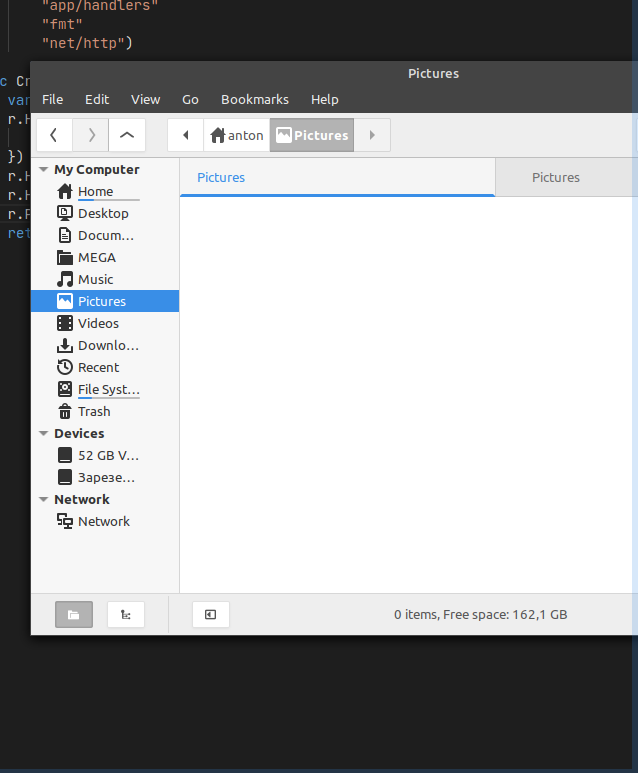 "app/handlers"
"fmt"
"net/http")
Pictures
File Edit View Go Bookmarks Help
anton Pictures
Pictures Pictures
My Computer
Home
Desktop
Docum...
MEGA
Music
Pictures
Videos
Downlo...
Recent
File Syst...
Trash
Devices
52 GB V...
Зарезе...
Network
Network
0 items, Free space: 162,1 GB
c Cr
var
r.H
})
r.H
r.H
ret